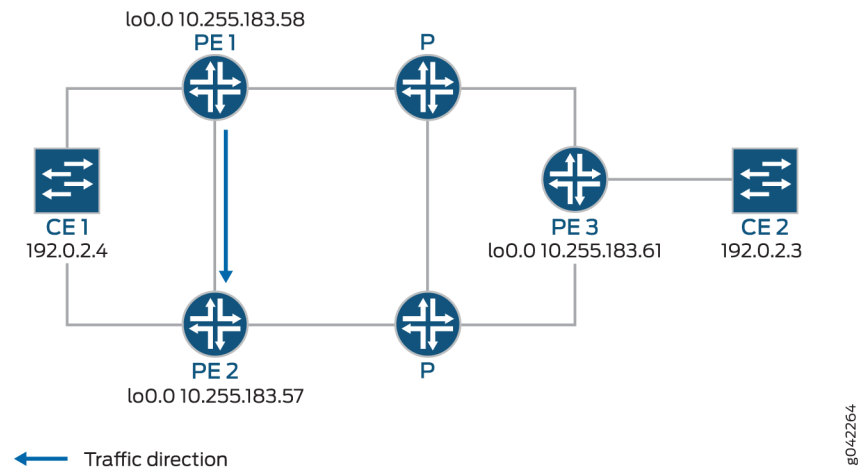 lo0.0 10.255.183.58
PE 1
P
CE 1
192.0.2.4
PE 3
lo0.0 10.255.183.61
CE 2
192.0.2.3
PE 2
lo0.0 10.255.183.57
P
Traffic direction
g042264